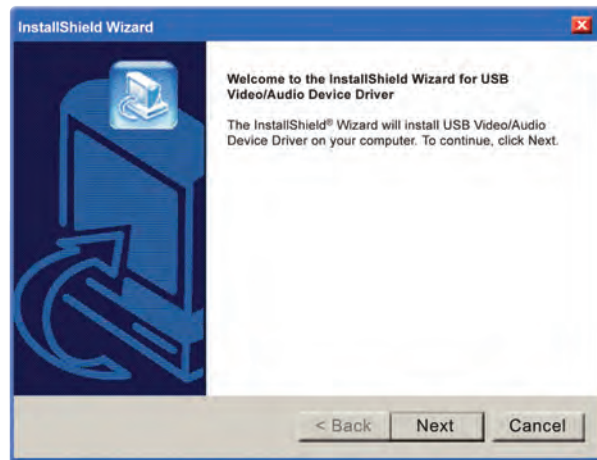 InstallShield Wizard
Welcome to the InstallShield Wizard for USB
Video/Audio Device Driver
The InstallShield® Wizard will install USB Video/Audio
Device Driver on your computer. To continue, click Next.
< Back Next Cancel